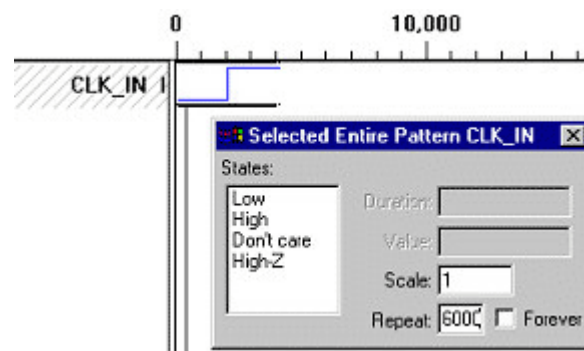 0 10,000
CLK_IN I
Selected Entire Pattern CLK_IN
States:
Low
High
Don't care
High-Z
Duration:
Value:
Scale: 1
Repeat: 6000 Forever